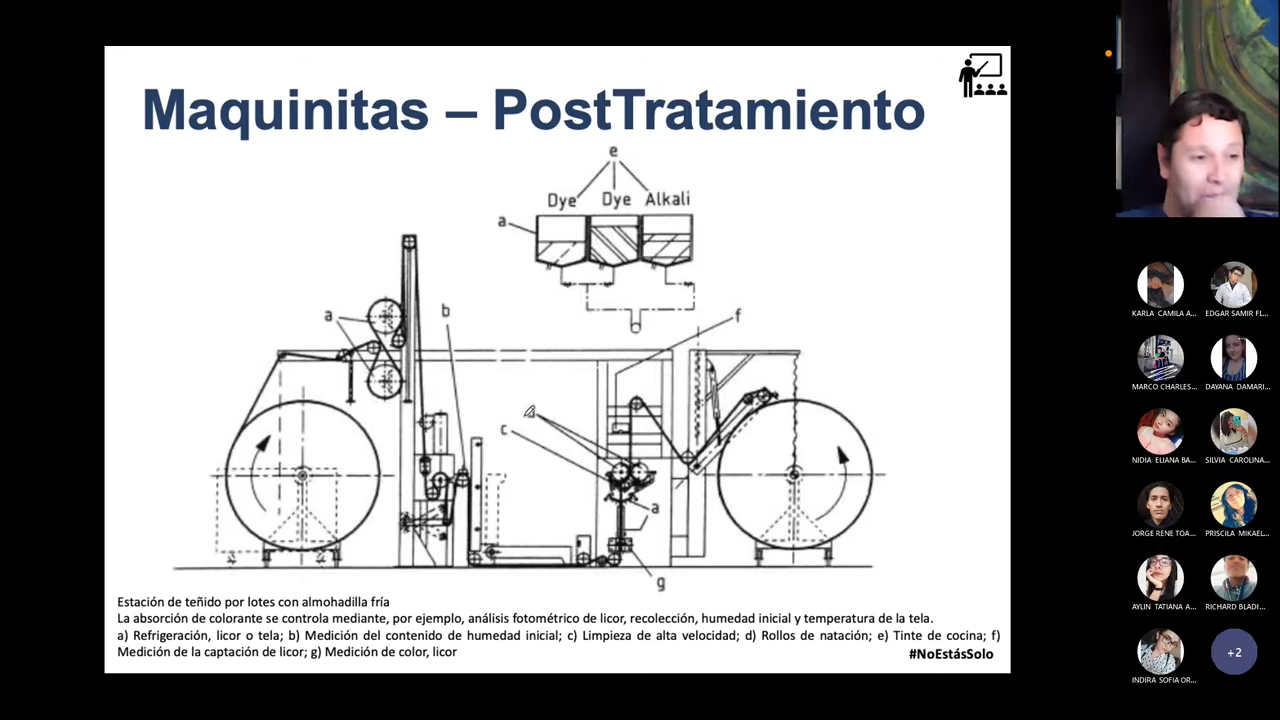 Maquinitas – PostTratamiento
e
Dye Dye Alkali
a
a
b
f
c
a
g
Estación de teñido por lotes con almohadilla fría
La absorción de colorante se controla mediante, por ejemplo, análisis fotométrico de licor, recolección, humedad inicial y temperatura de la tela.
a) Refrigeración, licor o tela; b) Medición del contenido de humedad inicial; c) Limpieza de alta velocidad; d) Rollos de natación; e) Tinte de cocina; f)
Medición de la captación de licor; g) Medición de color, licor
#NoEstásSolo
KARLA CAMILA A...
EDGAR SAMIR FL...
MARCO CHARLES...
DAYANA DAMARI...
NIDIA ELIANA BA...
SILVIA CAROLINA...
JORGE RENE TOA...
PRISCILA MIKAEL...
AYLIN TATIANA A...
RICHARD BLADI...
INDIRA SOFIA OR...
+2